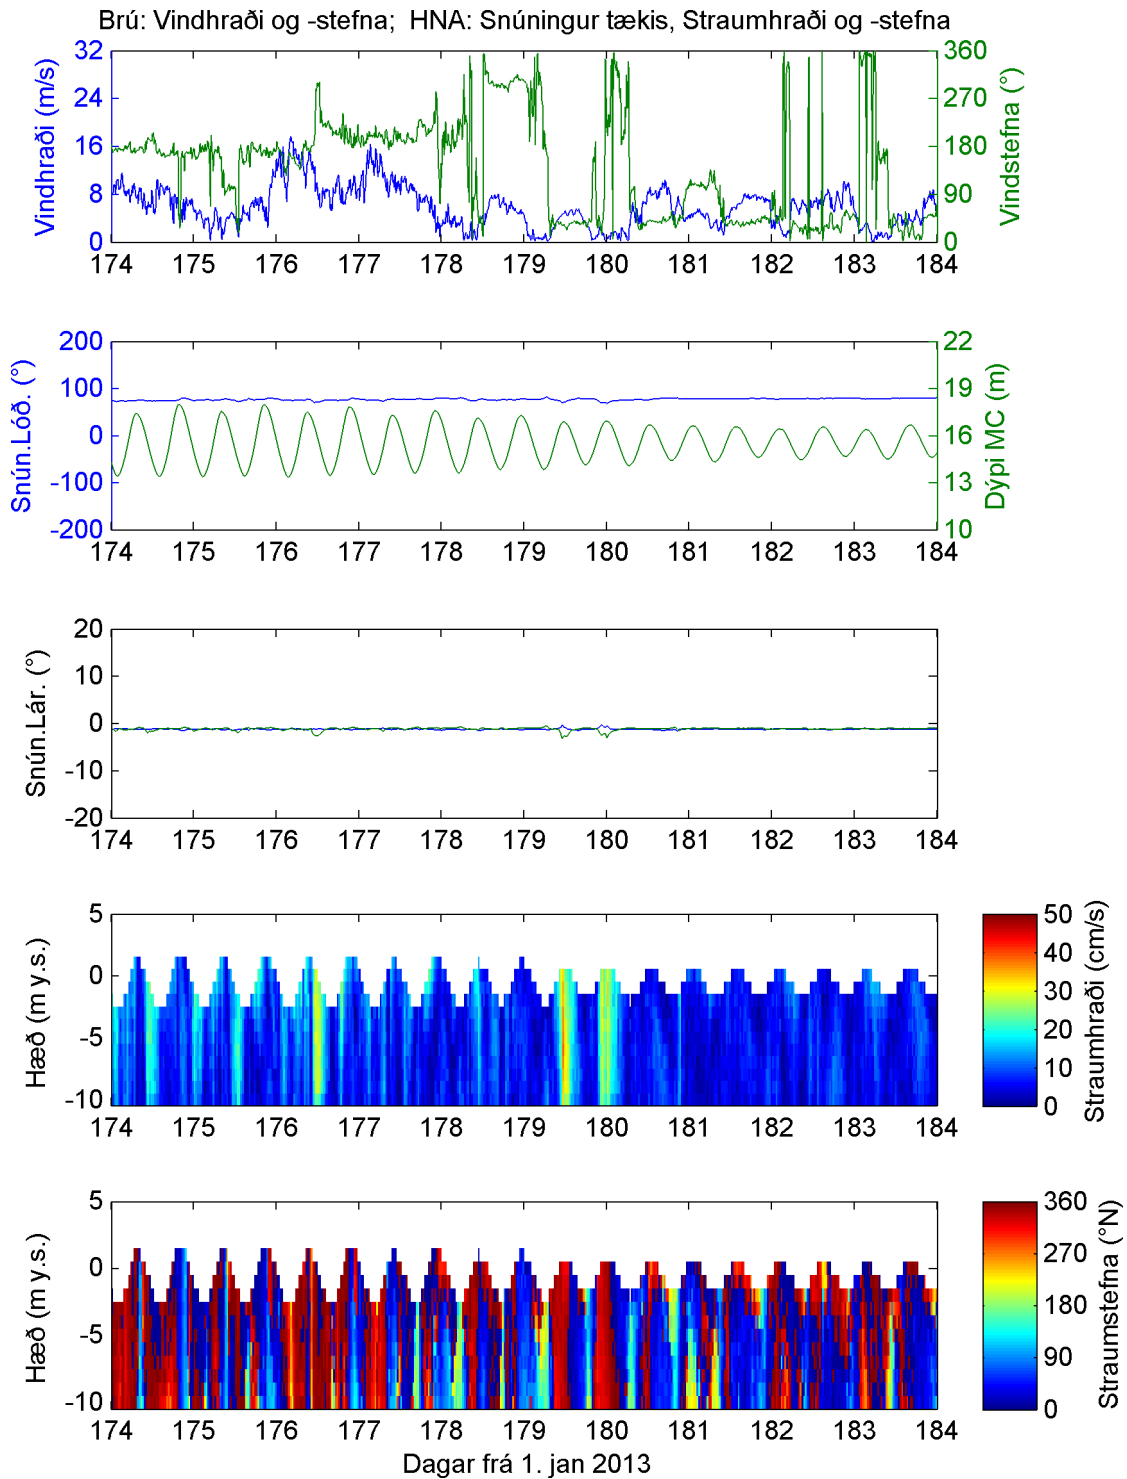 Brú: Vindhraði og -stefna;  HNA: Snúningur tækis, Straumhraði og -stefna
Vindhraði (m/s)
32
24
16
8
0
360
270
180
90
0
Vindstefna (°)
174 175 176 177 178 179 180 181 182 183 184
Snún.Lóð. (°)
200
100
0
-100
-200
22
19
16
13
10
Dýpi MC (m)
174 175 176 177 178 179 180 181 182 183 184
Snún.Lár. (°)
20
10
0
-10
-20
174 175 176 177 178 179 180 181 182 183 184
Hæð (m y.s.)
5
0
-5
-10
174 175 176 177 178 179 180 181 182 183 184
50
40
30
20
10
0
Straumhraði (cm/s)
Hæð (m y.s.)
5
0
-5
-10
174 175 176 177 178 179 180 181 182 183 184
360
270
180
90
0
Straumstefna (°N)
Dagar frá 1. jan 2013